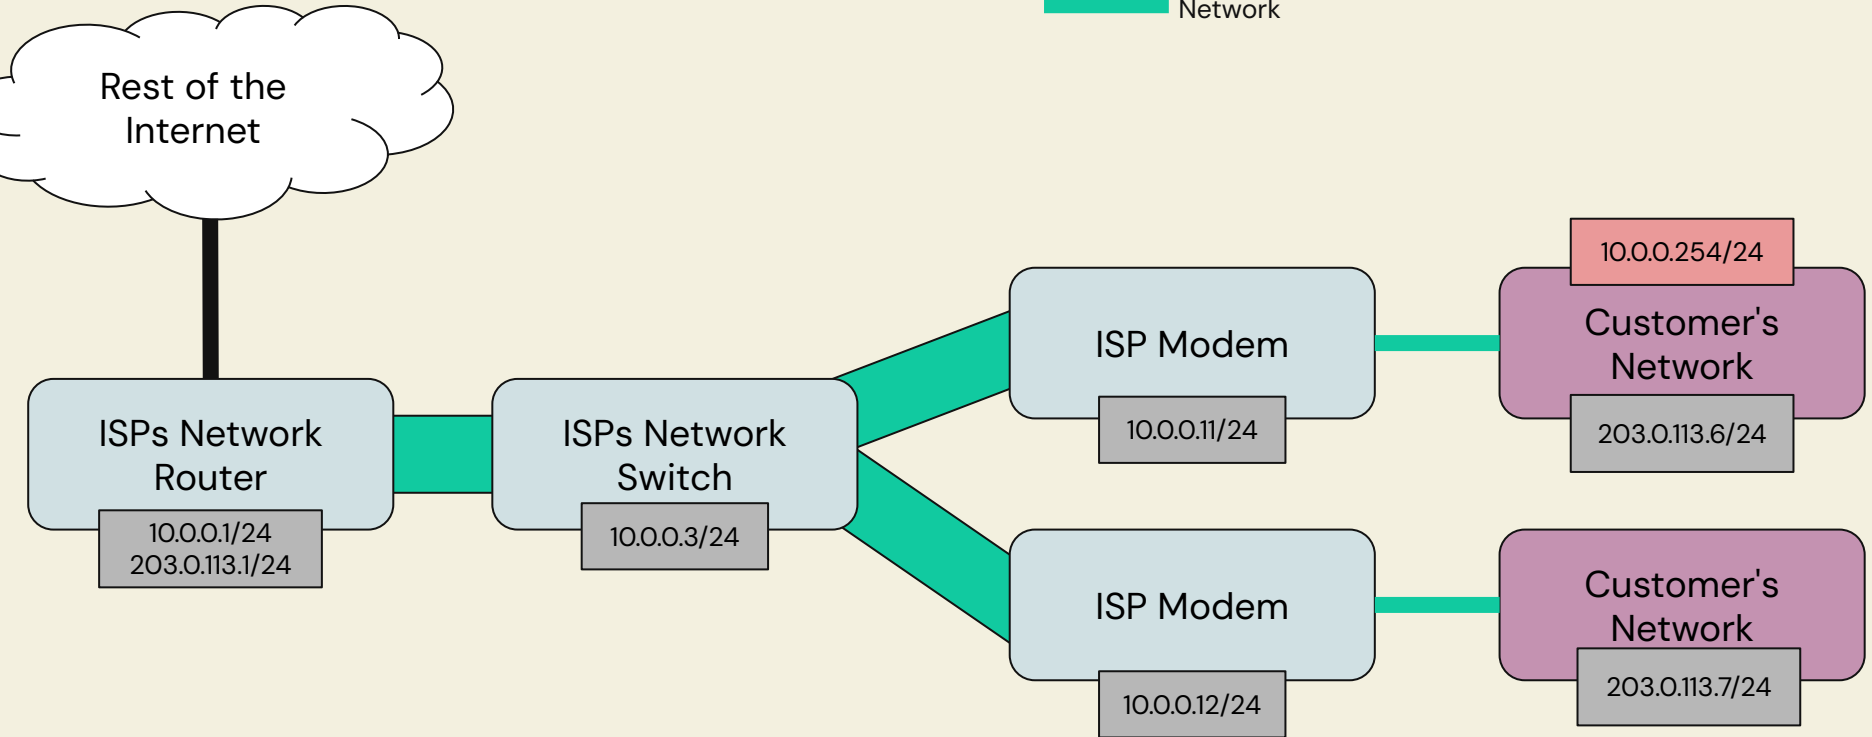 Network
Rest of the
Internet
10.0.0.254/24
Customer's
Network
203.0.113.6/24
ISP Modem
10.0.0.11/24
ISPs Network
Router
10.0.0.1/24
203.0.113.1/24
ISPs Network
Switch
10.0.0.3/24
ISP Modem
10.0.0.12/24
Customer's
Network
203.0.113.7/24